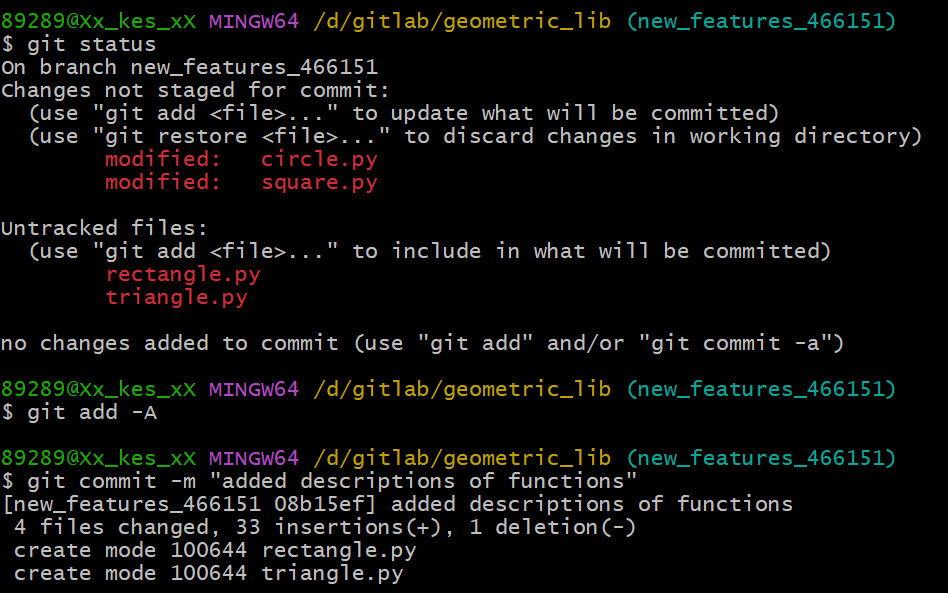 89289@Xx_kes_xX MINGW64 /d/gitlab/geometric_lib (new_features_466151)
$ git status
On branch new_features_466151
Changes not staged for commit:
  (use "git add <file>..." to update what will be committed)
  (use "git restore <file>..." to discard changes in working directory)
        modified:   circle.py
        modified:   square.py

Untracked files:
  (use "git add <file>..." to include in what will be committed)
        rectangle.py
        triangle.py

no changes added to commit (use "git add" and/or "git commit -a")

89289@Xx_kes_xX MINGW64 /d/gitlab/geometric_lib (new_features_466151)
$ git add -A

89289@Xx_kes_xX MINGW64 /d/gitlab/geometric_lib (new_features_466151)
$ git commit -m "added descriptions of functions"
[new_features_466151 08b15ef] added descriptions of functions
 4 files changed, 33 insertions(+), 1 deletion(-)
 create mode 100644 rectangle.py
 create mode 100644 triangle.py